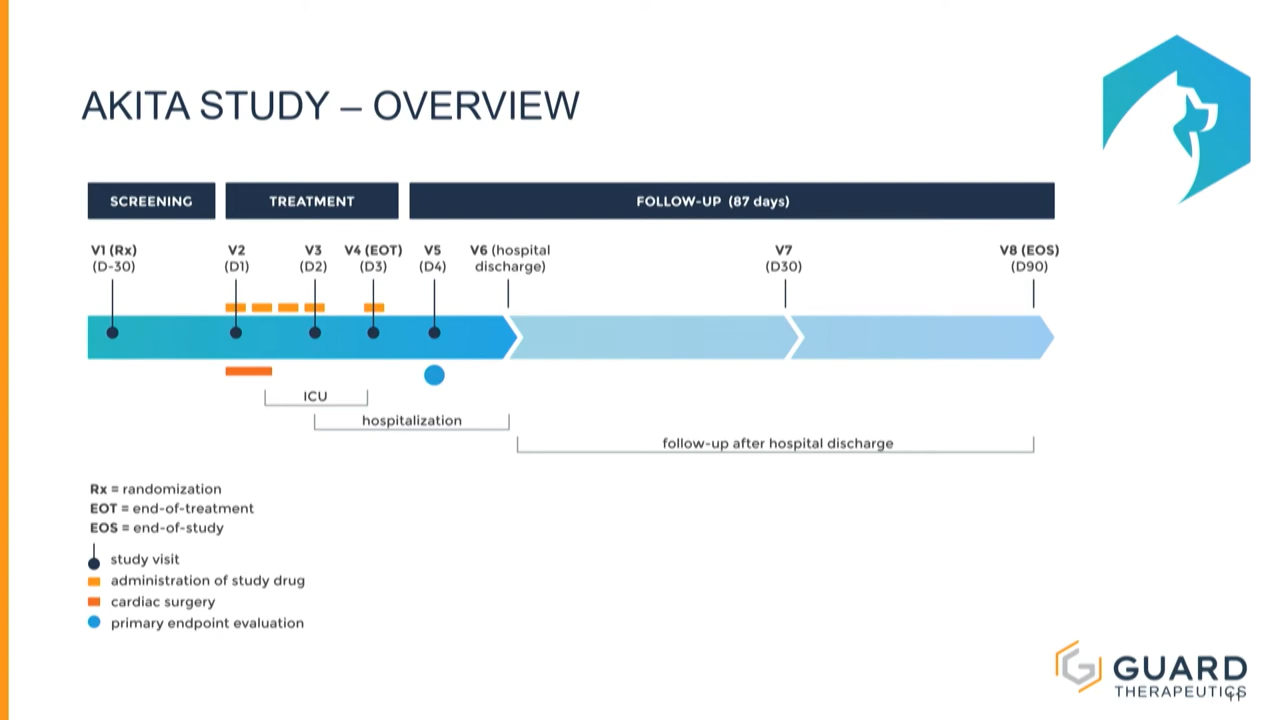 AKITA STUDY – OVERVIEW
SCREENING
TREATMENT
FOLLOW-UP (87 days)
V1 (Rx)
(D-30)
V2
(D1)
V3
(D2)
V4 (EOT)
(D3)
V5
(D4)
V6 (hospital
discharge)
V7
(D30)
V8 (EOS)
(D90)
ICU
hospitalization
follow-up after hospital discharge
Rx = randomization
EOT = end-of-treatment
EOS = end-of-study
study visit
administration of study drug
cardiac surgery
primary endpoint evaluation
GUARD
THERAPEUTICS